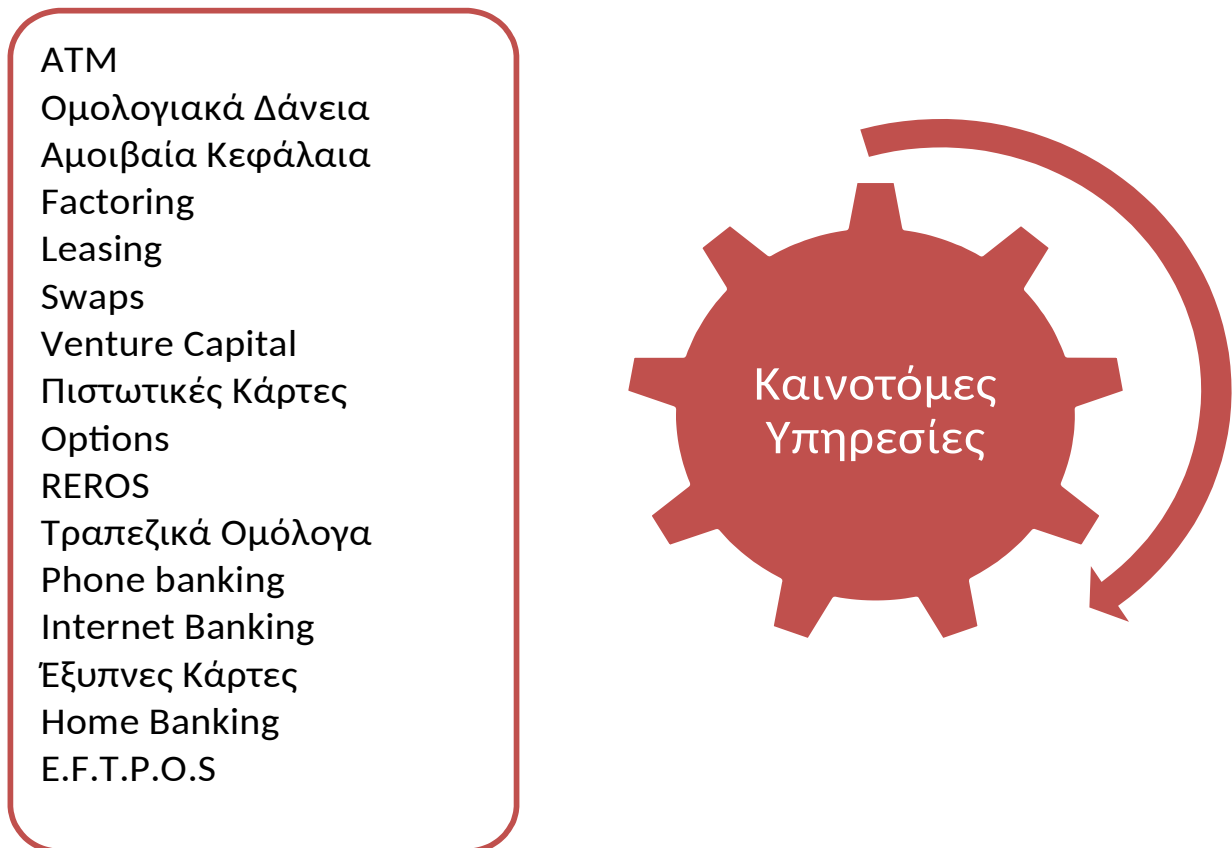 ATM
Ομολογιακά Δάνεια
Αμοιβαία Κεφάλαια
Factoring
Leasing
Swaps
Venture Capital
Πιστωτικές Κάρτες
Options
REROS
Τραπεζικά Ομόλογα
Phone banking
Internet Banking
Έξυπνες Κάρτες
Home Banking
E.F.T.P.O.S
Καινοτόμες
Υπηρεσίες